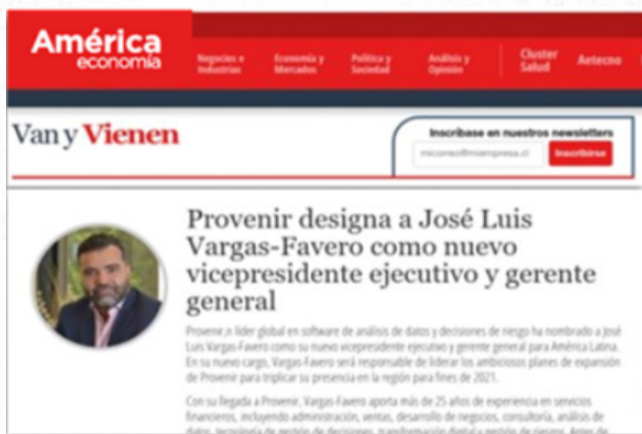 América
economía
Negocios e
Industrias
Economía y
Mercados
Política y
Sociedad
Análisis y
Opinión
Cluster
Salud
Aetecno
Van y Vienen
Inscríbase en nuestros newsletters
micorreo@miempresa.cl
Inscribirse
Provenir designa a José Luis
Vargas-Favero como nuevo
vicepresidente ejecutivo y gerente
general
Provenir,n líder global en software de análisis de datos y decisiones de riesgo ha nombrado a José
Luis Vargas-Favero como su nuevo vicepresidente ejecutivo y gerente general para América Latina.
En su nuevo cargo, Vargas-Favero será responsable de liderar los ambiciosos planes de expansión
de Provenir para triplicar su presencia en la región para fines de 2021.
Con su llegada a Provenir, Vargas-Favero aporta más de 25 años de experiencia en servicios
financieros, incluyendo administración, ventas, desarrollo de negocios, consultoría, análisis de
datos, tecnología de gestión de decisiones, transformación digital y gestión de riesgos. Antes de